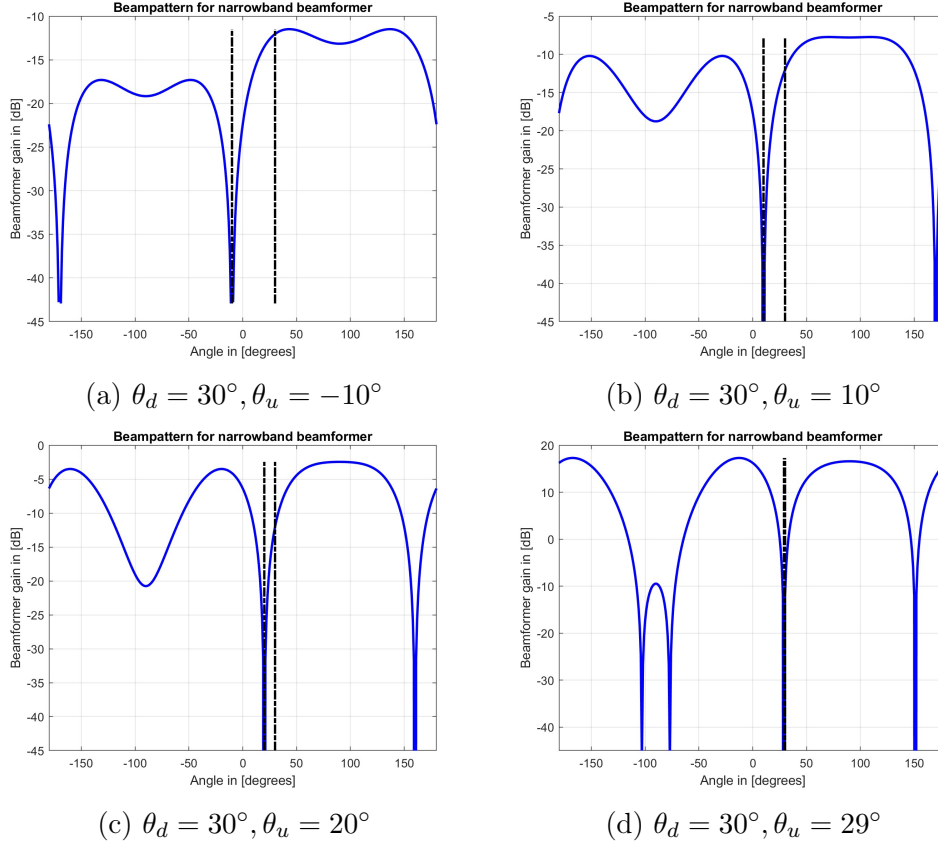 Beampattern for narrowband beamformer
Beamformer gain in [dB]
-10
-15
-20
-25
-30
-35
-40
-45
-150 -100 -50 0 50 100 150
Angle in [degrees]
(a) θ_d = 30°, θ_u = −10°
Beampattern for narrowband beamformer
Beamformer gain in [dB]
-5
-10
-15
-20
-25
-30
-35
-40
-45
-150 -100 -50 0 50 100 150
Angle in [degrees]
(b) θ_d = 30°, θ_u = 10°
Beampattern for narrowband beamformer
Beamformer gain in [dB]
0
-5
-10
-15
-20
-25
-30
-35
-40
-45
-150 -100 -50 0 50 100 150
Angle in [degrees]
(c) θ_d = 30°, θ_u = 20°
Beampattern for narrowband beamformer
Beamformer gain in [dB]
20
10
0
-10
-20
-30
-40
-150 -100 -50 0 50 100 150
Angle in [degrees]
(d) θ_d = 30°, θ_u = 29°